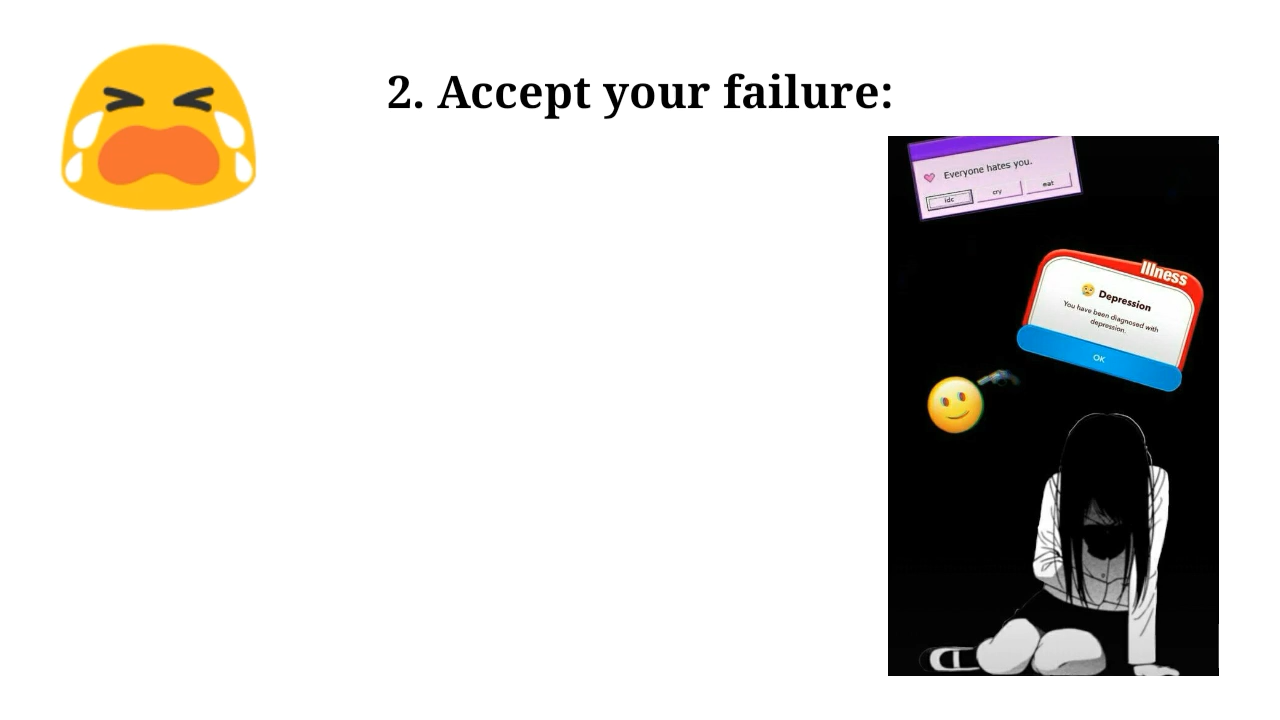 2. Accept your failure:
Everyone hates you.
idc
cry
eat
Illness
Depression
You have been diagnosed with
depression.
OK